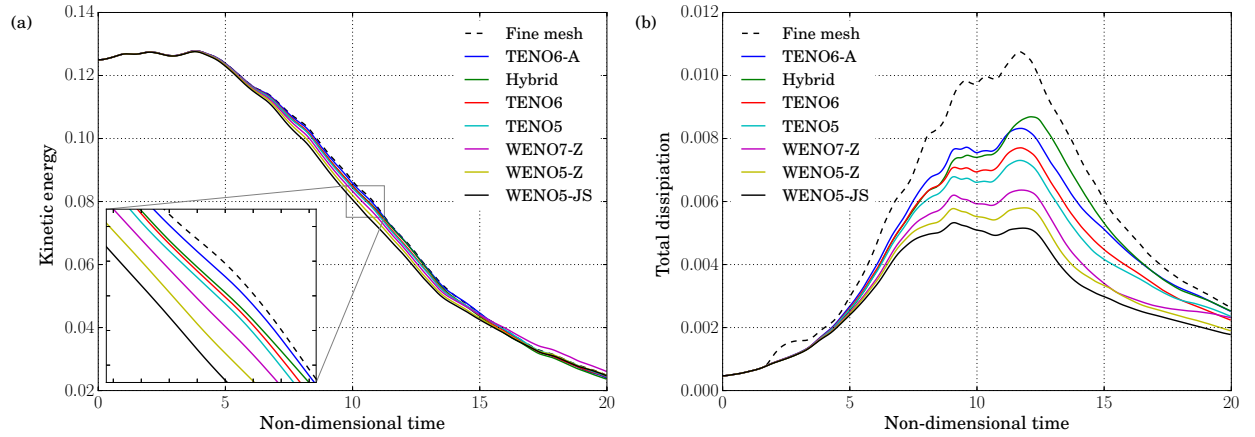 (a)
Kinetic energy
0.14
0.12
0.10
0.08
0.06
0.04
0.02
0
5
10
15
20
Non-dimensional time
Fine mesh
TENO6-A
Hybrid
TENO6
TENO5
WENO7-Z
WENO5-Z
WENO5-JS
(b)
Total dissipiation
0.012
0.010
0.008
0.006
0.004
0.002
0.000
0
5
10
15
20
Non-dimensional time
Fine mesh
TENO6-A
Hybrid
TENO6
TENO5
WENO7-Z
WENO5-Z
WENO5-JS